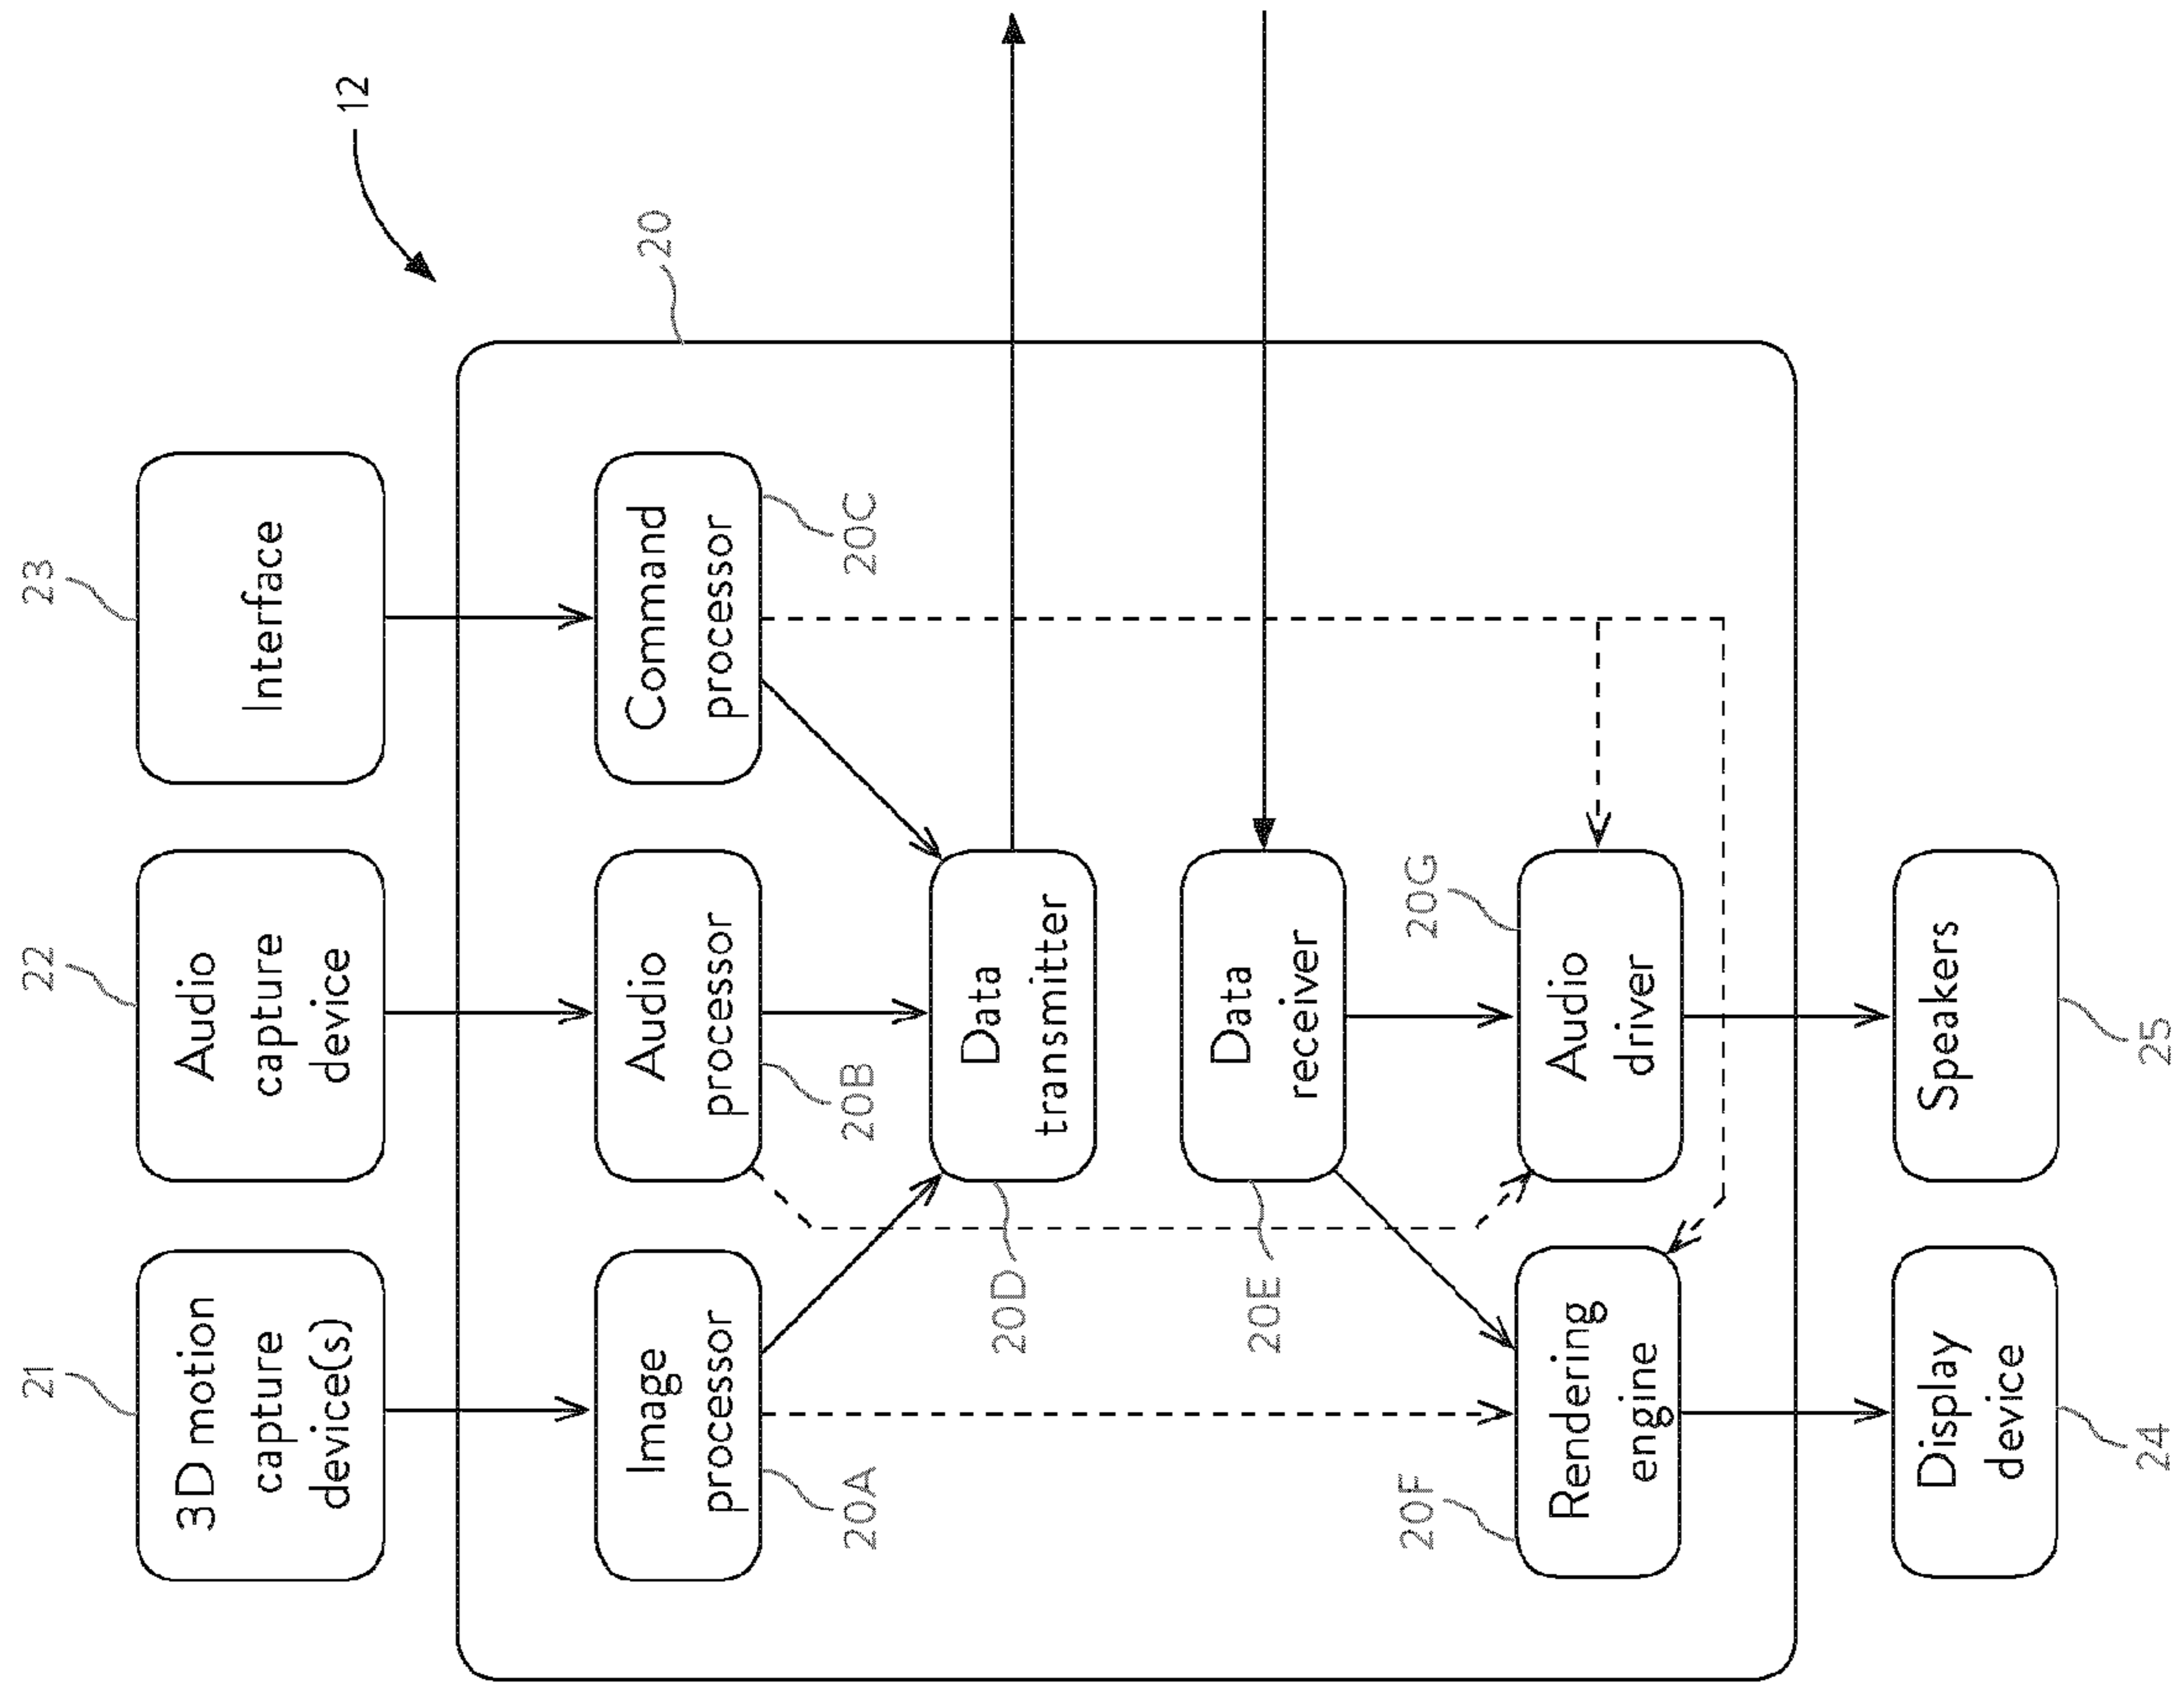 12
20
21
3D motion
capture
device(s)
22
Audio
capture
device
23
Interface
Image
processor
20A
Audio
processor
20B
Command
processor
20C
Data
transmitter
20D
Data
receiver
20E
Rendering
engine
20F
Audio
driver
20G
Display
device
24
Speakers
25